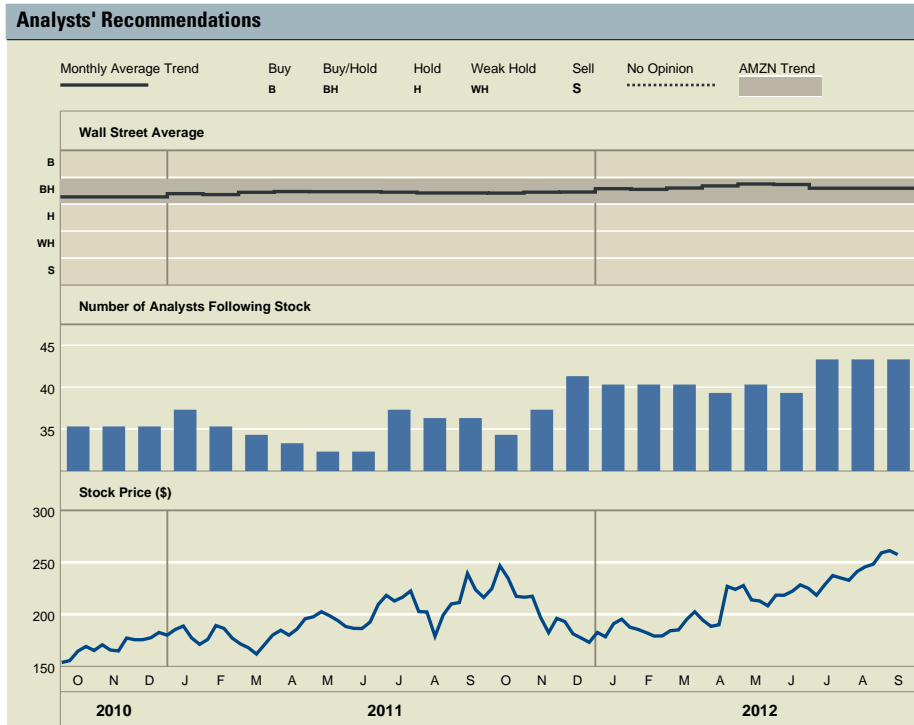 Analysts' Recommendations
Monthly Average Trend Buy Buy/Hold Hold Weak Hold Sell No Opinion AMZN Trend
B BH H WH S
Wall Street Average
B
BH
H
WH
S
Number of Analysts Following Stock
45
40
35
Stock Price ($)
300
250
200
150
O N D J F M A M J J A S O N D J F M A M J J A S
2010 2011 2012